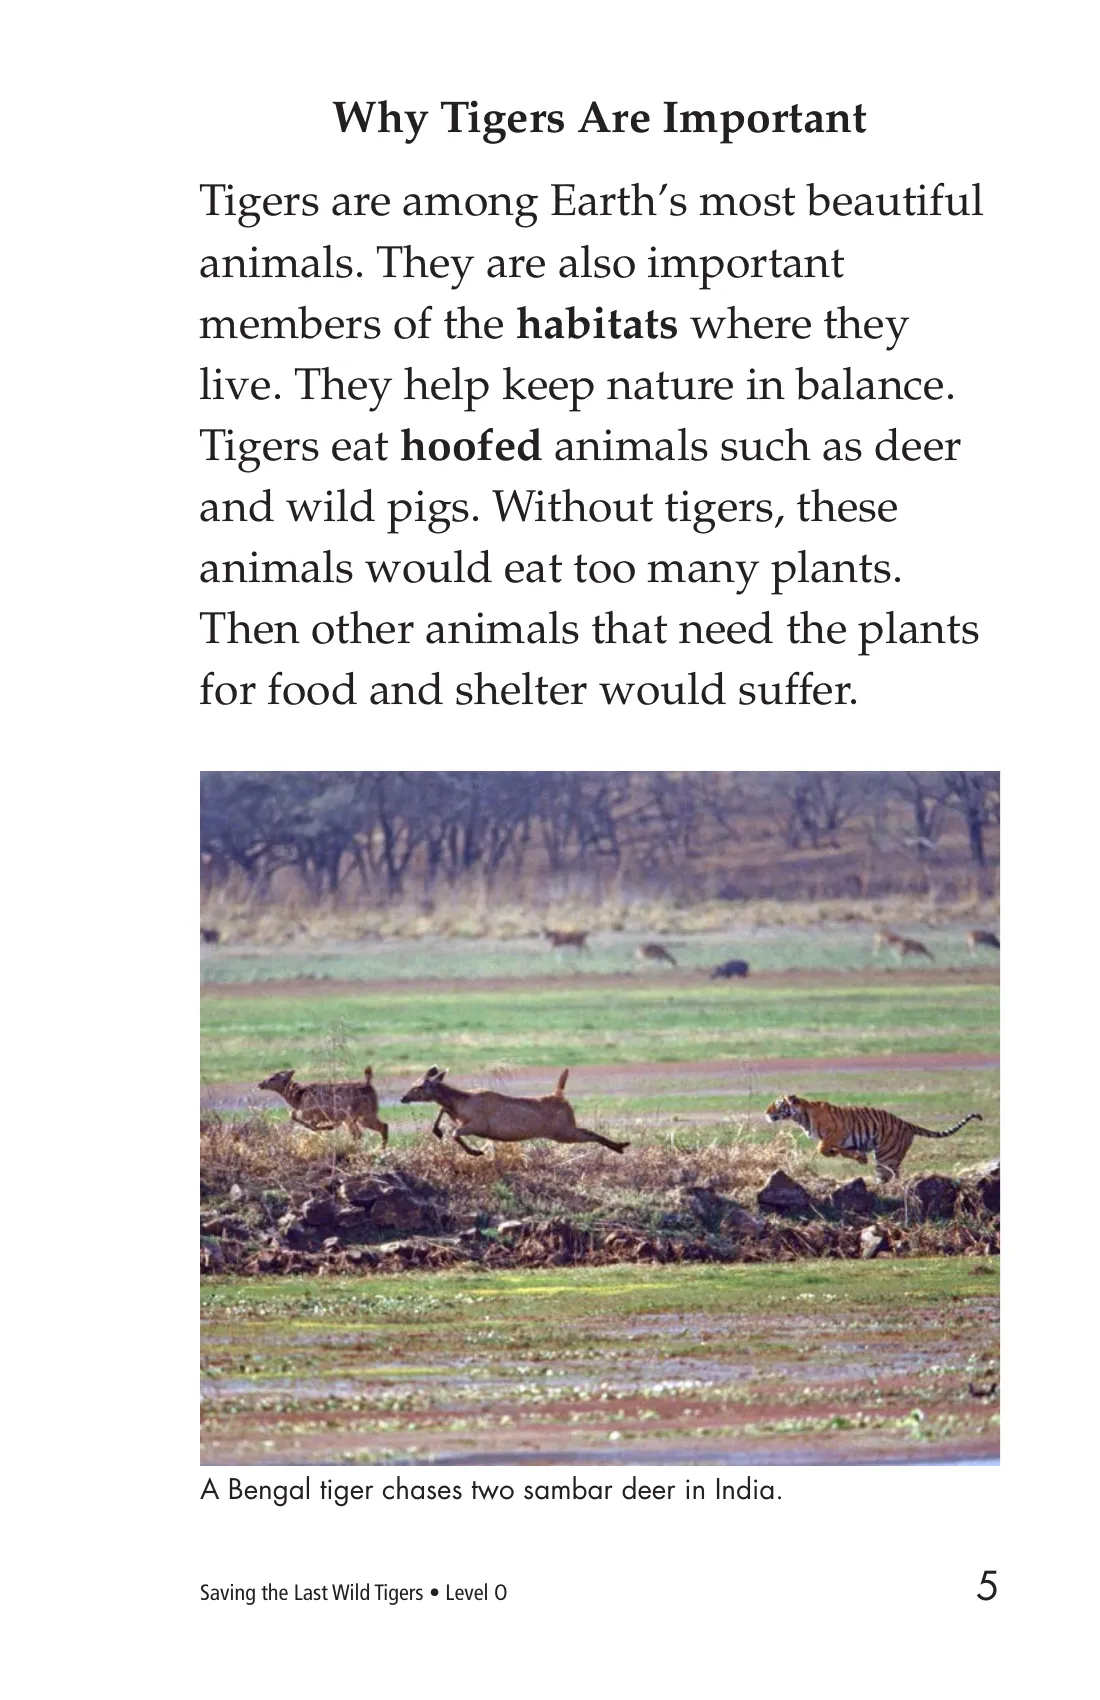 Why Tigers Are Important
Tigers are among Earth’s most beautiful
animals. They are also important
members of the habitats where they
live. They help keep nature in balance.
Tigers eat hoofed animals such as deer
and wild pigs. Without tigers, these
animals would eat too many plants.
Then other animals that need the plants
for food and shelter would suffer.
A Bengal tiger chases two sambar deer in India.
Saving the Last Wild Tigers • Level O
5